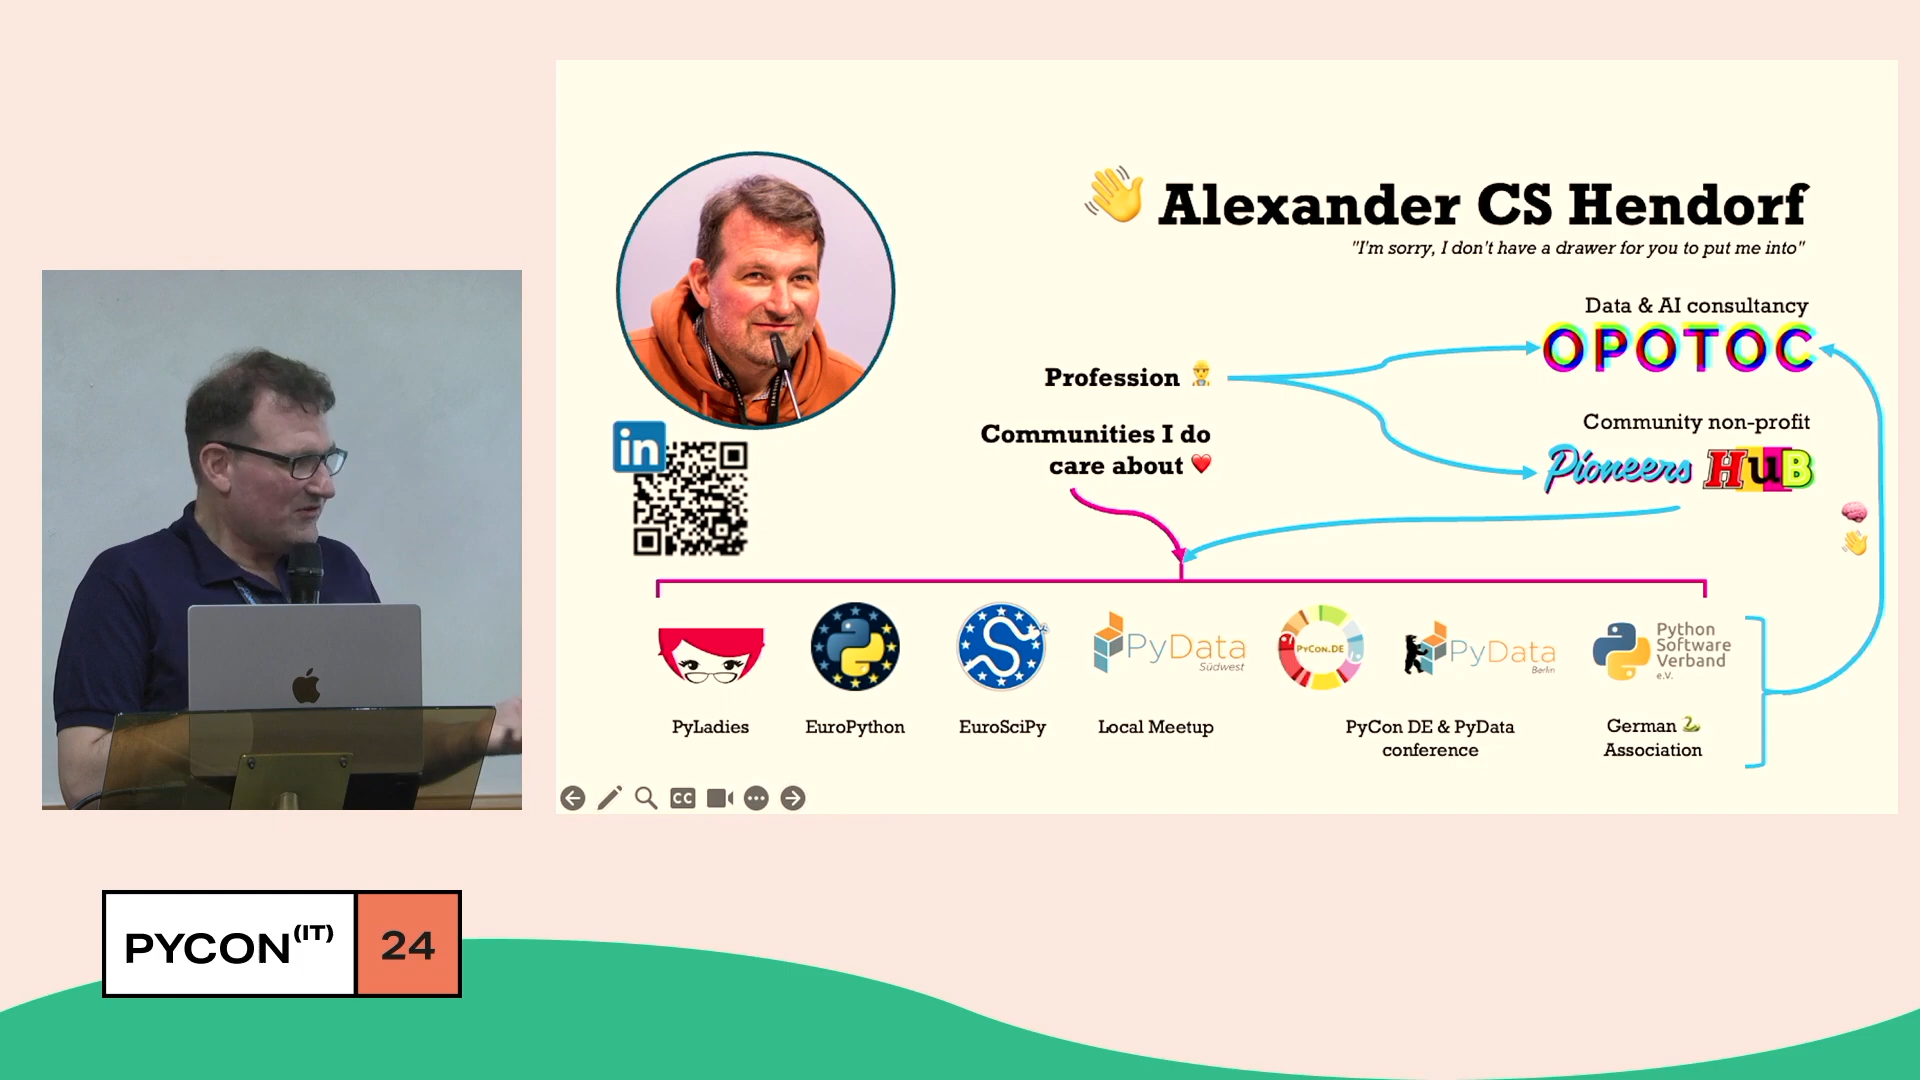 Alexander CS Hendorf
"I'm sorry, I don't have a drawer for you to put me into"
Data & AI consultancy
OPOTOC
Profession
Community non-profit
Pioneers HuB
Communities I do
care about
in
PyData
Südwest
PyCon.DE
PyData
Berlin
Python
Software
Verband
e.V.
PyLadies
EuroPython
EuroSciPy
Local Meetup
PyCon DE & PyData
conference
German
Association
CC
PYCON(IT) 24